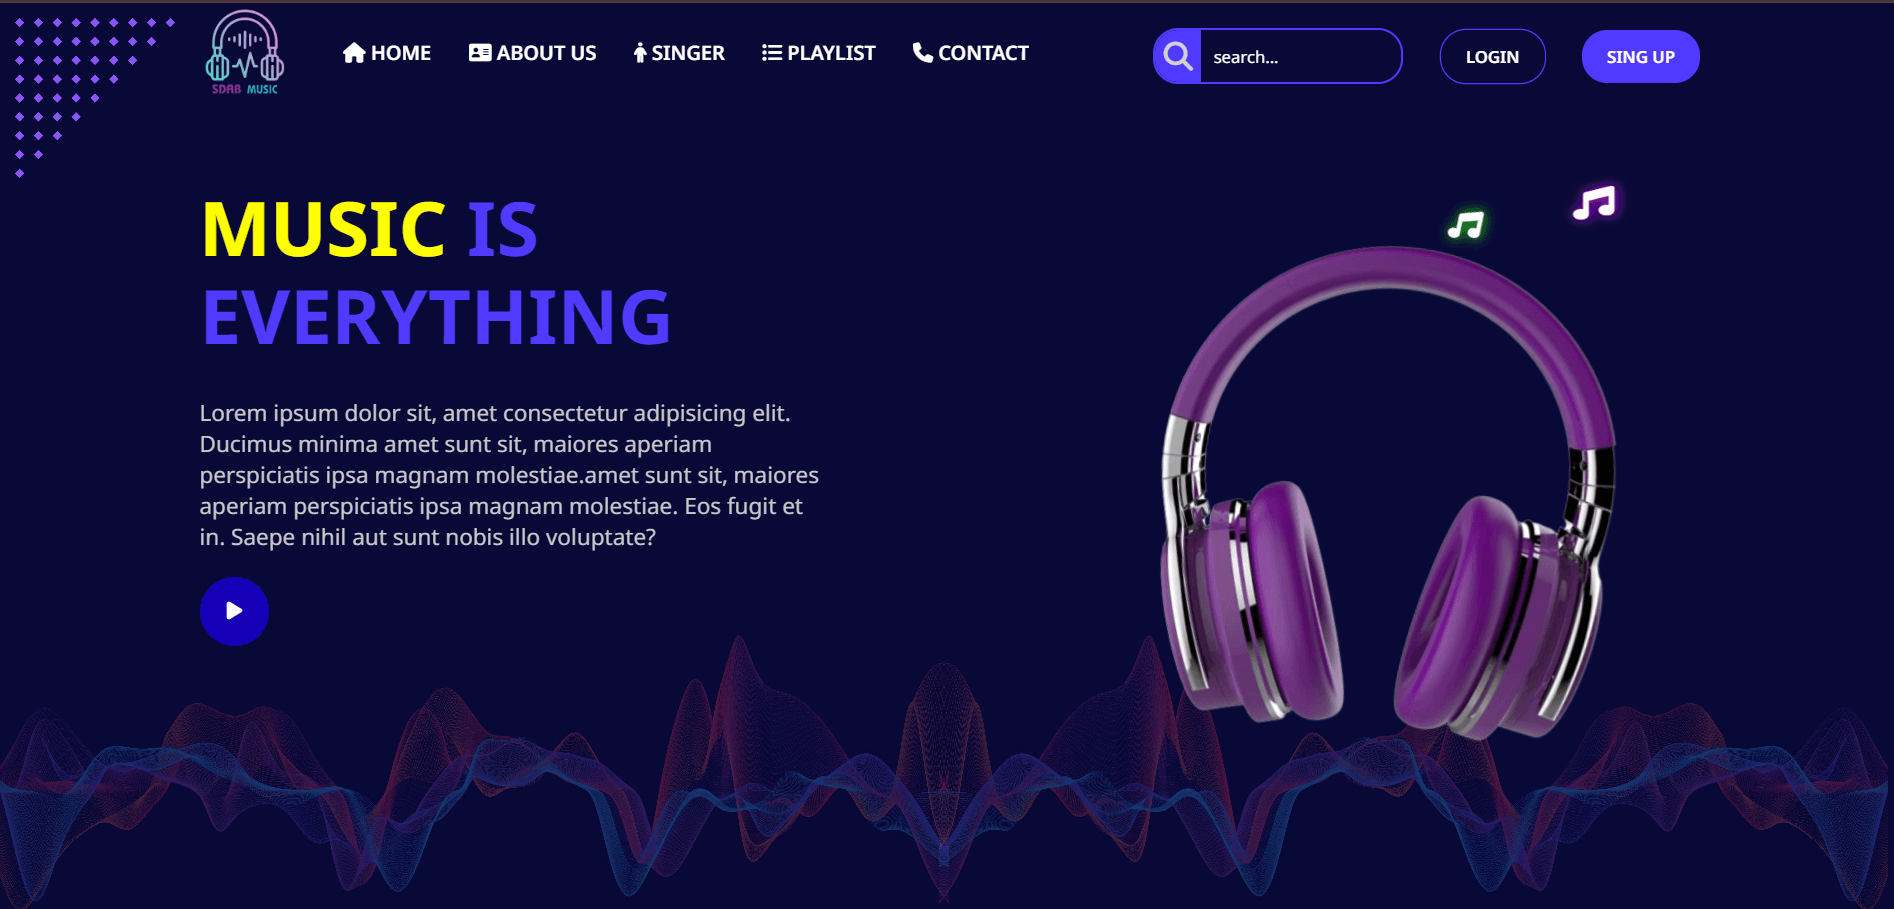 SDAB MUSIC
HOME
ABOUT US
SINGER
PLAYLIST
CONTACT
search...
LOGIN
SING UP
MUSIC IS
EVERYTHING
Lorem ipsum dolor sit, amet consectetur adipisicing elit.
Ducimus minima amet sunt sit, maiores aperiam
perspiciatis ipsa magnam molestiae.amet sunt sit, maiores
aperiam perspiciatis ipsa magnam molestiae. Eos fugit et
in. Saepe nihil aut sunt nobis illo voluptate?